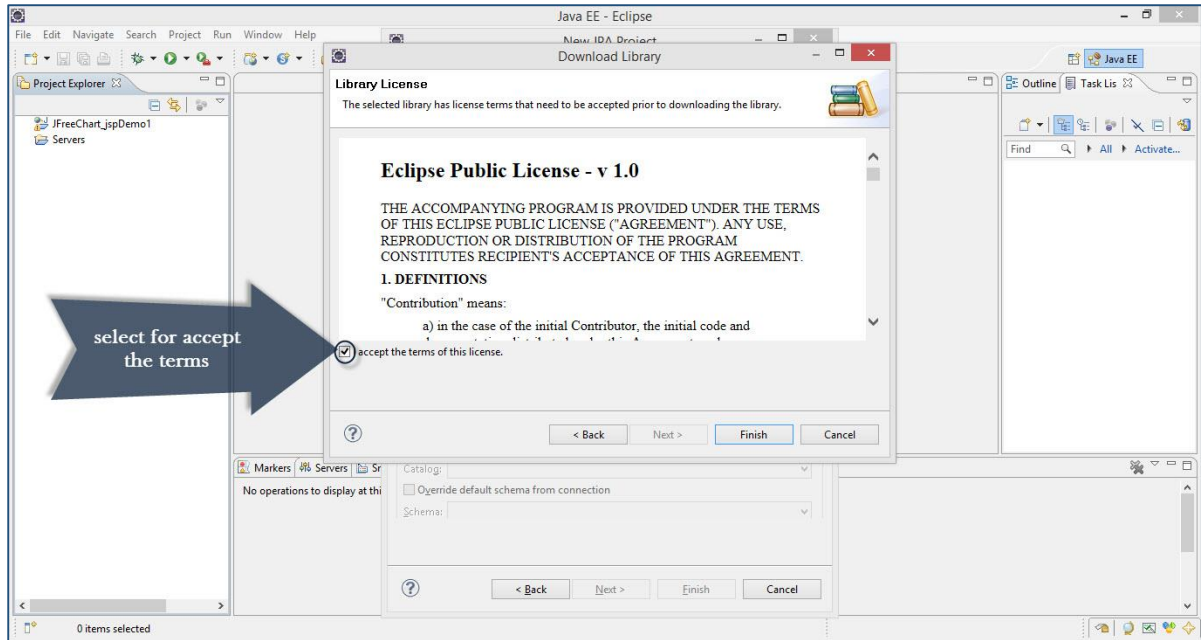 Java EE - Eclipse
File Edit Navigate Search Project Run Window Help
New JPA Project
Download Library
Java EE
Project Explorer
JFreeChart_jspDemo1
Servers
Library License
The selected library has license terms that need to be accepted prior to downloading the library.
Eclipse Public License - v 1.0
THE ACCOMPANYING PROGRAM IS PROVIDED UNDER THE TERMS
OF THIS ECLIPSE PUBLIC LICENSE ("AGREEMENT"). ANY USE,
REPRODUCTION OR DISTRIBUTION OF THE PROGRAM
CONSTITUTES RECIPIENT'S ACCEPTANCE OF THIS AGREEMENT.
1. DEFINITIONS
"Contribution" means:
a) in the case of the initial Contributor, the initial code and
select for accept
the terms
accept the terms of this license.
< Back Next > Finish Cancel
Outline Task Lis
Find All Activate...
Markers Servers Sr
No operations to display at thi
Catalog:
Override default schema from connection
Schema:
< Back Next > Finish Cancel
0 items selected